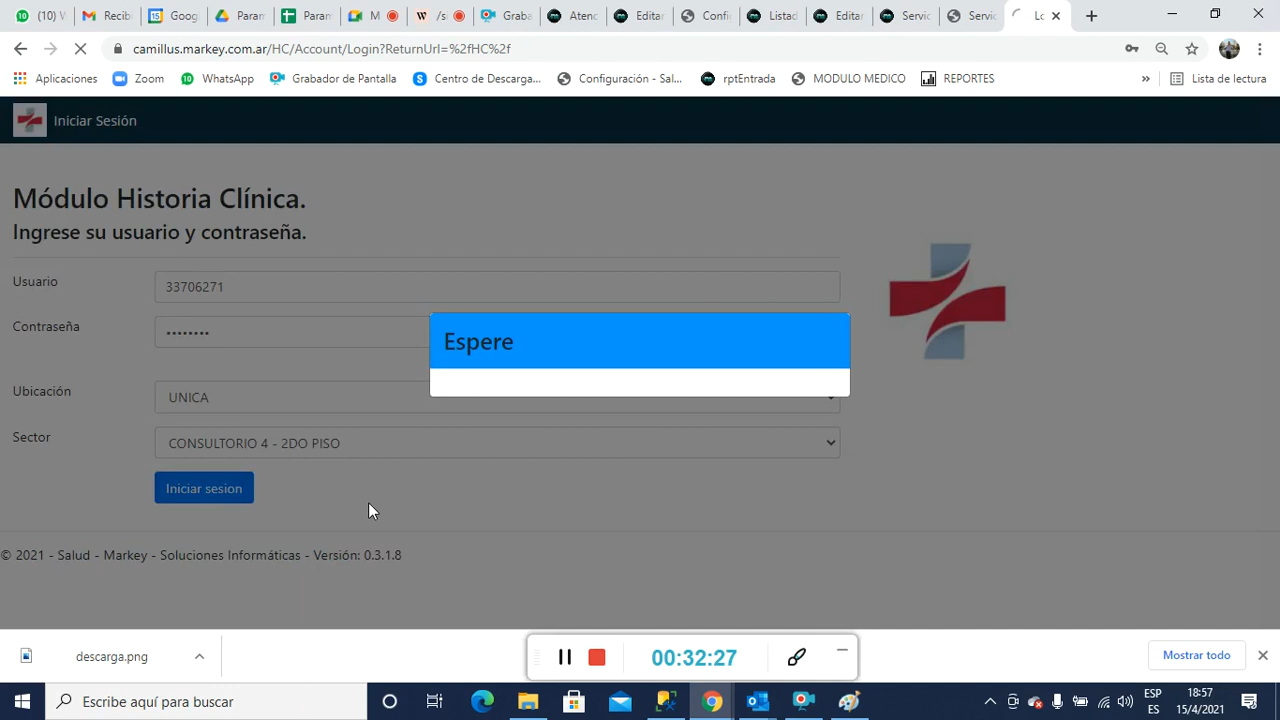 (10) W
Recib
Goog
Param
Param
M
/s
Graba
Atenc
Editar
Confi
Listad
Editar
Servic
Servic
Lo
camillus.markey.com.ar/HC/Account/Login?ReturnUrl=%2fHC%2f
Aplicaciones
Zoom
WhatsApp
Grabador de Pantalla
Centro de Descarga...
Configuración - Sal...
rptEntrada
MODULO MEDICO
REPORTES
»
Lista de lectura
Iniciar Sesión
Módulo Historia Clínica.
Ingrese su usuario y contraseña.
Usuario
33706271
Contraseña
••••••••
Espere
Ubicación
UNICA
Sector
CONSULTORIO 4 - 2DO PISO
Iniciar sesion
© 2021 - Salud - Markey - Soluciones Informáticas - Versión: 0.3.1.8
descarga.png
00:32:27
Mostrar todo
Escribe aquí para buscar
ESP
ES
18:57
15/4/2021